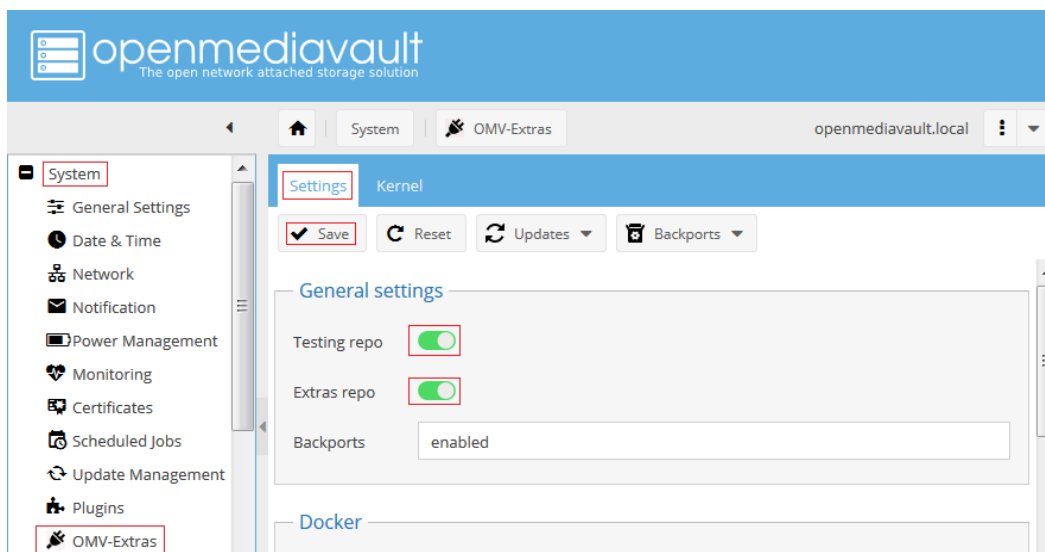 openmediavault
The open network attached storage solution
System
OMV-Extras
openmediavault.local
System
General Settings
Date & Time
Network
Notification
Power Management
Monitoring
Certificates
Scheduled Jobs
Update Management
Plugins
OMV-Extras
Settings
Kernel
Save
Reset
Updates
Backports
General settings
Testing repo
Extras repo
Backports
enabled
Docker